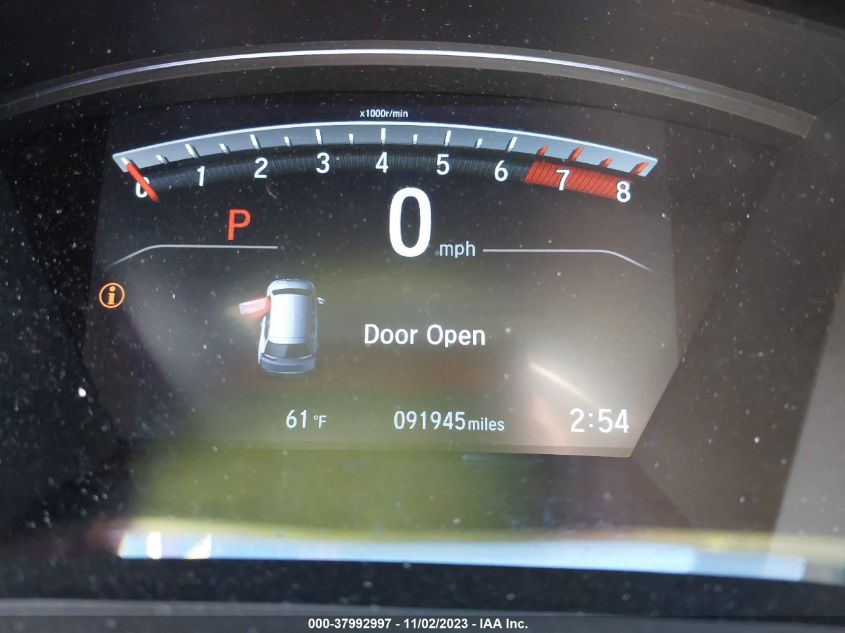 x1000r/min
0 1 2 3 4 5 6 7 8
P 0 mph
i
Door Open
61 °F 091945 miles 2:54
000-37992997 - 11/02/2023 - IAA Inc.